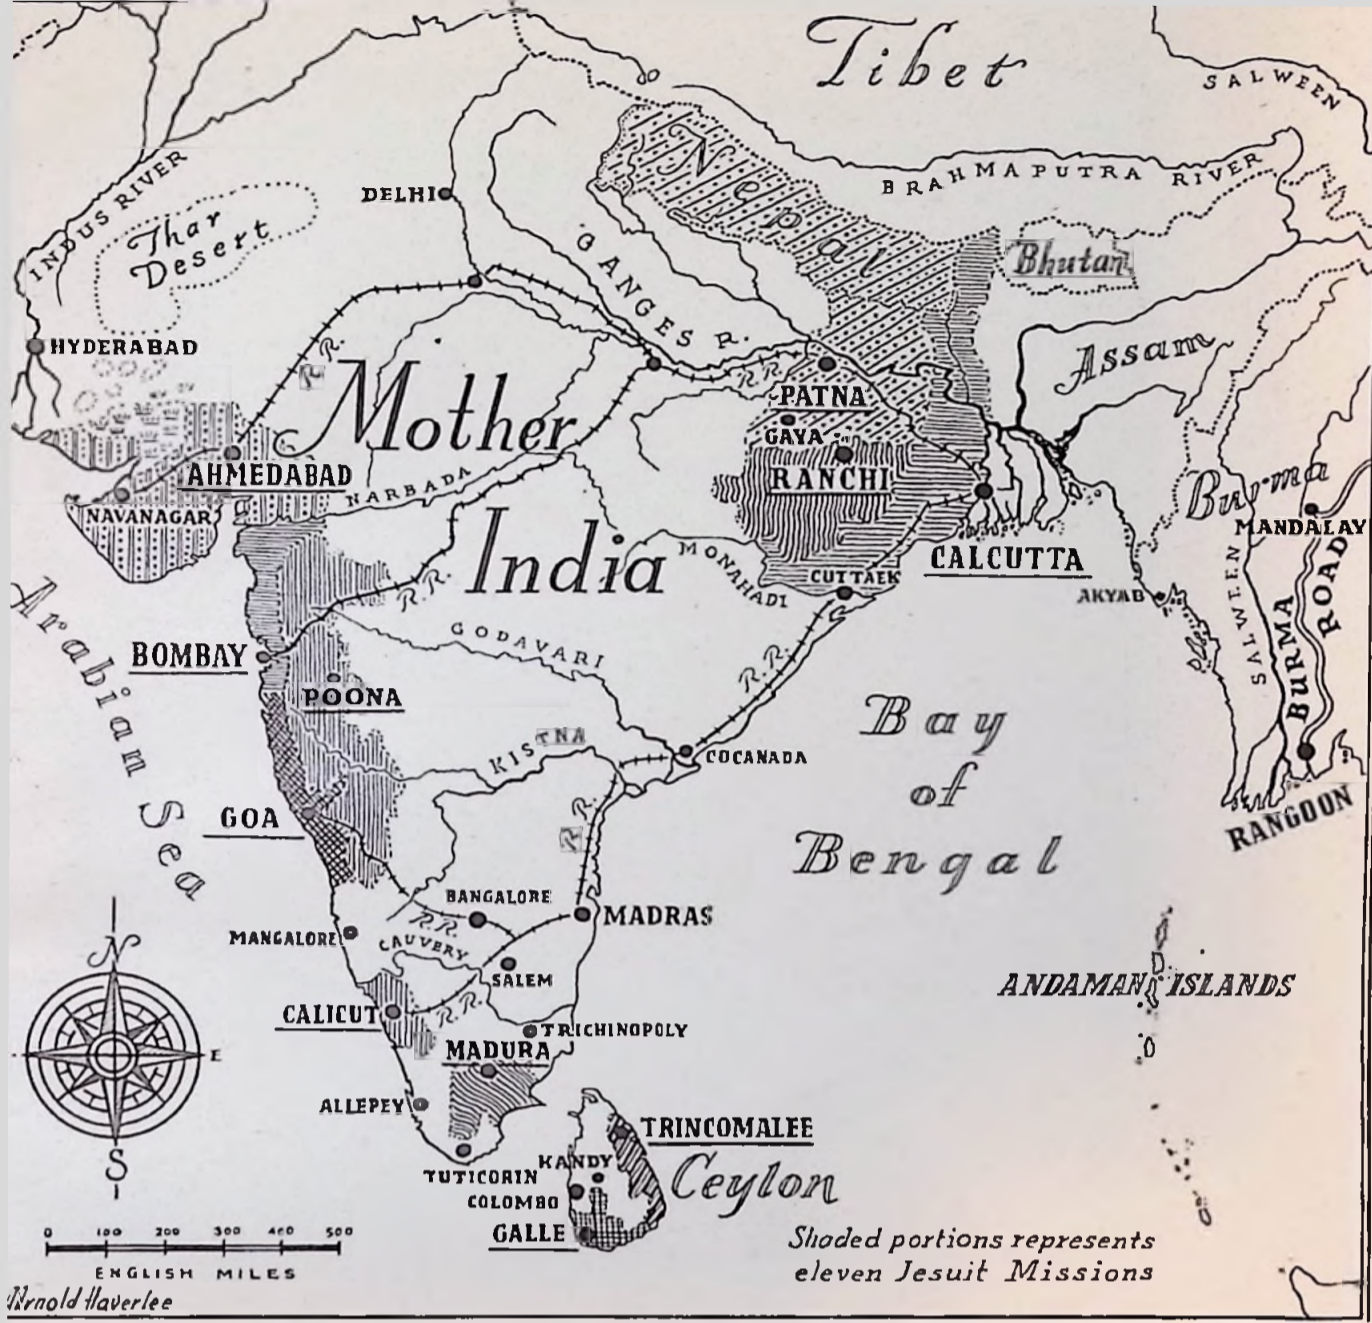 Tibet
SALWEEN
Nepal
INDUS RIVER
DELHI
BRAHMAPUTRA RIVER
Thar
Desert
GANGES R.
Bhutan
HYDERABAD
R.
R.
Assam
Mother
R.R.
PATNA
GAYA
AHMEDABAD
NARBADA
RANCHI
Burma
NAVANAGAR
MANDALAY
India
MONAHADI
CALCUTTA
CUTTAEK
R.R.
AKYAB
SALWEEN
BURMA
ROAD
Arabian Sea
GODAVARI
BOMBAY
R.R.
POONA
Bay
of
Bengal
KISTNA
COCANADA
GOA
R.
R.
RANGOON
BANGALORE
MADRAS
R.R.
MANGALORE
CAUVERY
SALEM
N
ANDAMAN ISLANDS
CALICUT
R.R.
TRICHINOPOLY
MADURA
E
ALLEPEY
TRINCOMALEE
S
KANDY
Ceylon
TUTICORIN
COLOMBO
GALLE
0 100 200 300 400 500
ENGLISH MILES
Arnold Haverlee
Shaded portions represents
eleven Jesuit Missions